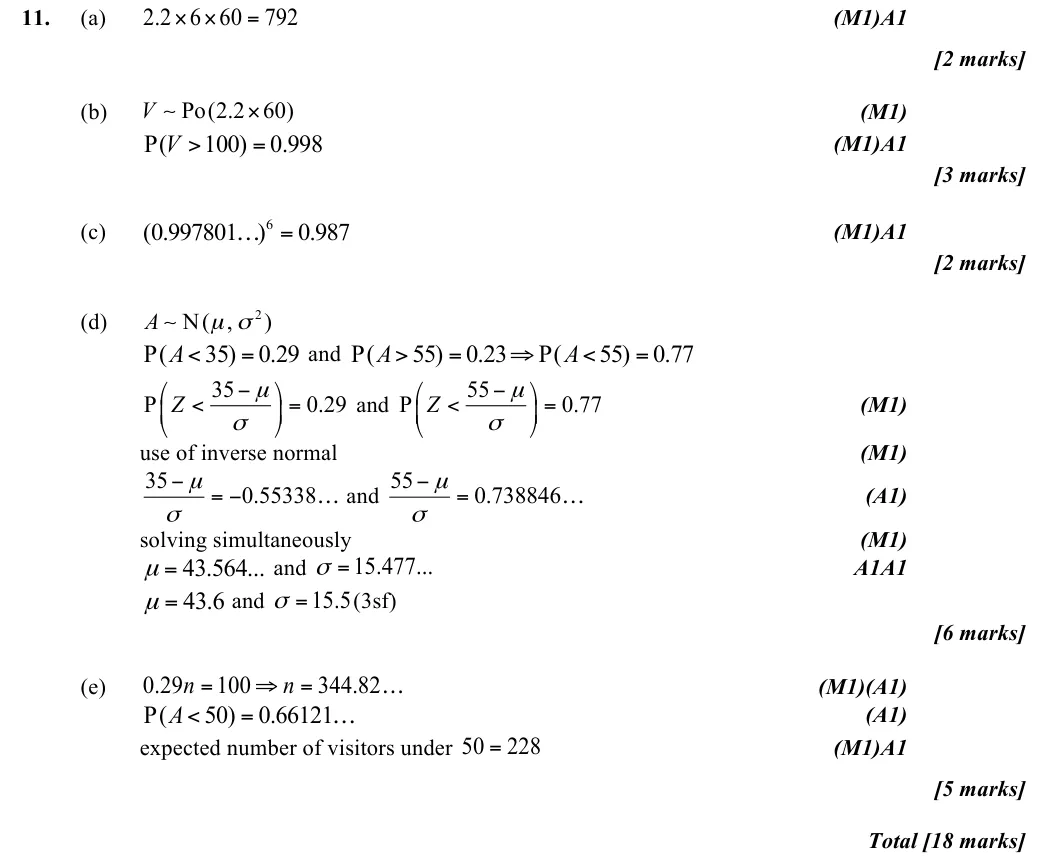 11. (a) 2.2 × 6 × 60 = 792 (M1)A1
[2 marks]
(b) V ~ Po(2.2 × 60) (M1)
P(V > 100) = 0.998 (M1)A1
[3 marks]
(c) (0.997801…)⁶ = 0.987 (M1)A1
[2 marks]
(d) A ~ N(μ, σ²)
P(A < 35) = 0.29 and P(A > 55) = 0.23 ⇒ P(A < 55) = 0.77
P(Z < (35 − μ)/σ) = 0.29 and P(Z < (55 − μ)/σ) = 0.77 (M1)
use of inverse normal (M1)
(35 − μ)/σ = −0.55338… and (55 − μ)/σ = 0.738846… (A1)
solving simultaneously (M1)
μ = 43.564... and σ = 15.477... A1A1
μ = 43.6 and σ = 15.5(3sf)
[6 marks]
(e) 0.29n = 100 ⇒ n = 344.82… (M1)(A1)
P(A < 50) = 0.66121… (A1)
expected number of visitors under 50 = 228 (M1)A1
[5 marks]
Total [18 marks]